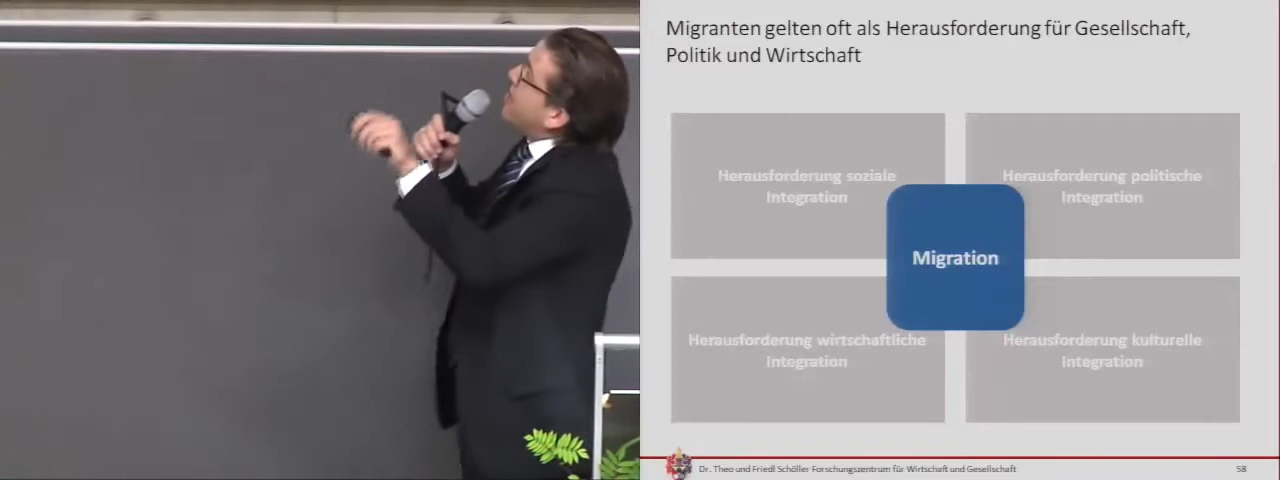 Migranten gelten oft als Herausforderung für Gesellschaft,
Politik und Wirtschaft
Herausforderung soziale
Integration
Herausforderung politische
Integration
Migration
Herausforderung wirtschaftliche
Integration
Herausforderung kulturelle
Integration
Dr. Theo und Friedl Schöller Forschungszentrum für Wirtschaft und Gesellschaft
58